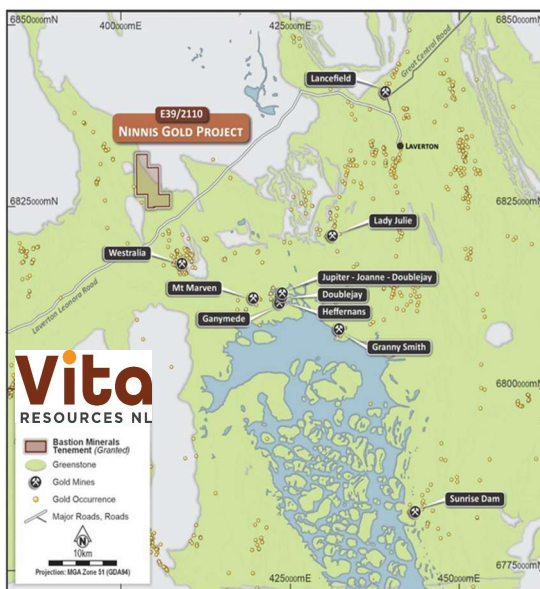 6850000mN
400000mE
425000mE
6850000mN
Lancefield
Great Central Road
E39/2110
NINNIS GOLD PROJECT
LAVERTON
6825000mN
6825000mN
Lady Julie
Westralia
Jupiter - Joanne - Doublejay
Mt Marven
Doublejay
Heffernans
Ganymede
Laverton Leonora Road
Granny Smith
Vita
RESOURCES NL
6800000mN
Bastion Minerals
Tenement (Granted)
Greenstone
Gold Mines
Gold Occurrence
Major Roads, Roads
N
10km
Projection: MGA Zone 51 (GDA94)
Sunrise Dam
6775000mN
425000mE
450000mE